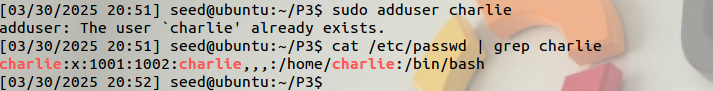 [03/30/2025 20:51] seed@ubuntu:~/P3$ sudo adduser charlie
adduser: The user `charlie' already exists.
[03/30/2025 20:51] seed@ubuntu:~/P3$ cat /etc/passwd | grep charlie
charlie:x:1001:1002:charlie,,,:/home/charlie:/bin/bash
[03/30/2025 20:52] seed@ubuntu:~/P3$